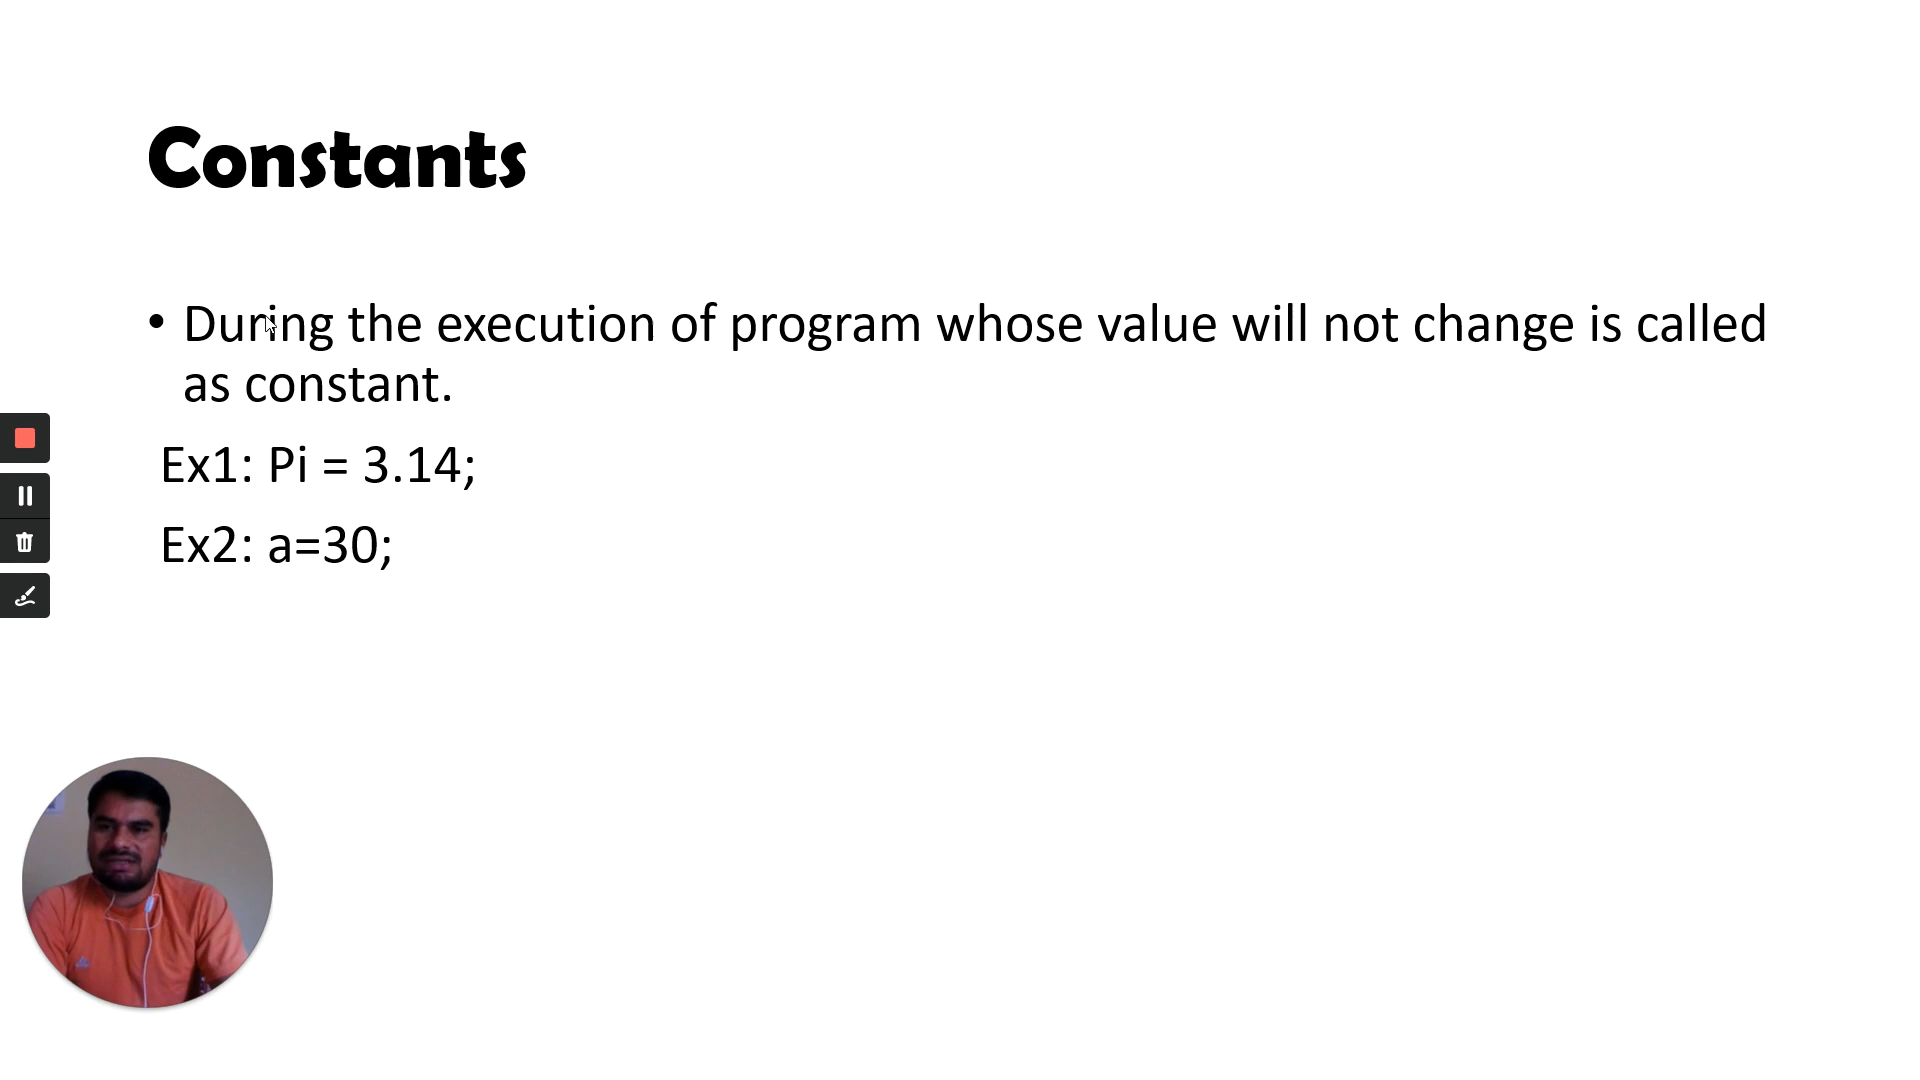 Constants
• During the execution of program whose value will not change is called
as constant.
Ex1: Pi = 3.14;
Ex2: a=30;